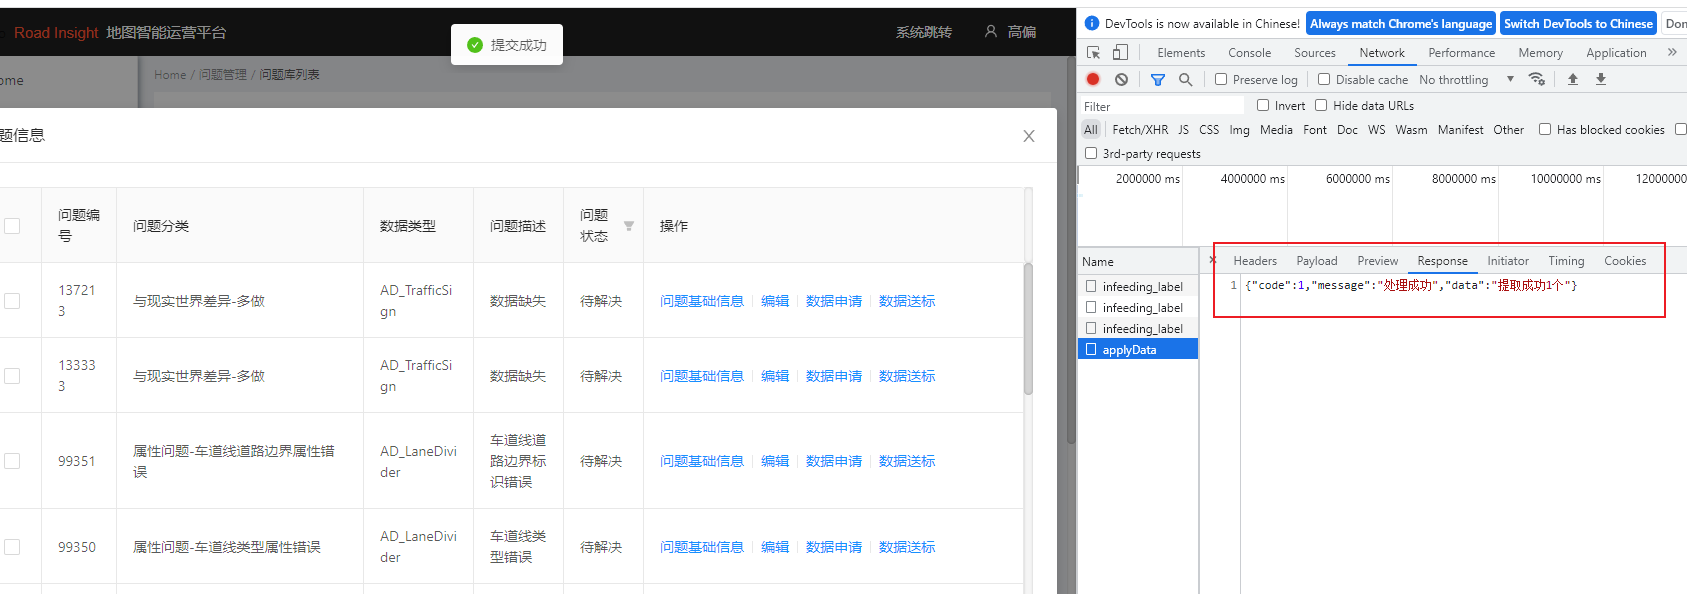 Road Insight 地图智能运营平台
提交成功
系统跳转
高偏
ome
Home / 问题管理 / 问题库列表
题信息
问题编号
问题分类
数据类型
问题描述
问题状态
操作
137213
与现实世界差异-多做
AD_TrafficSign
数据缺失
待解决
问题基础信息 编辑 数据申请 数据送标
133333
与现实世界差异-多做
AD_TrafficSign
数据缺失
待解决
问题基础信息 编辑 数据申请 数据送标
99351
属性问题-车道线道路边界属性错误
AD_LaneDivider
车道线道路边界标识错误
待解决
问题基础信息 编辑 数据申请 数据送标
99350
属性问题-车道线类型属性错误
AD_LaneDivider
车道线类型错误
待解决
问题基础信息 编辑 数据申请 数据送标
DevTools is now available in Chinese! Always match Chrome's language Switch DevTools to Chinese Don
Elements Console Sources Network Performance Memory Application »
Preserve log Disable cache No throttling
Filter Invert Hide data URLs
All Fetch/XHR JS CSS Img Media Font Doc WS Wasm Manifest Other Has blocked cookies
3rd-party requests
2000000 ms 4000000 ms 6000000 ms 8000000 ms 10000000 ms 12000000
Name
Headers Payload Preview Response Initiator Timing Cookies
infeeding_label
infeeding_label
infeeding_label
applyData
1 {"code":1,"message":"处理成功","data":"提取成功1个"}